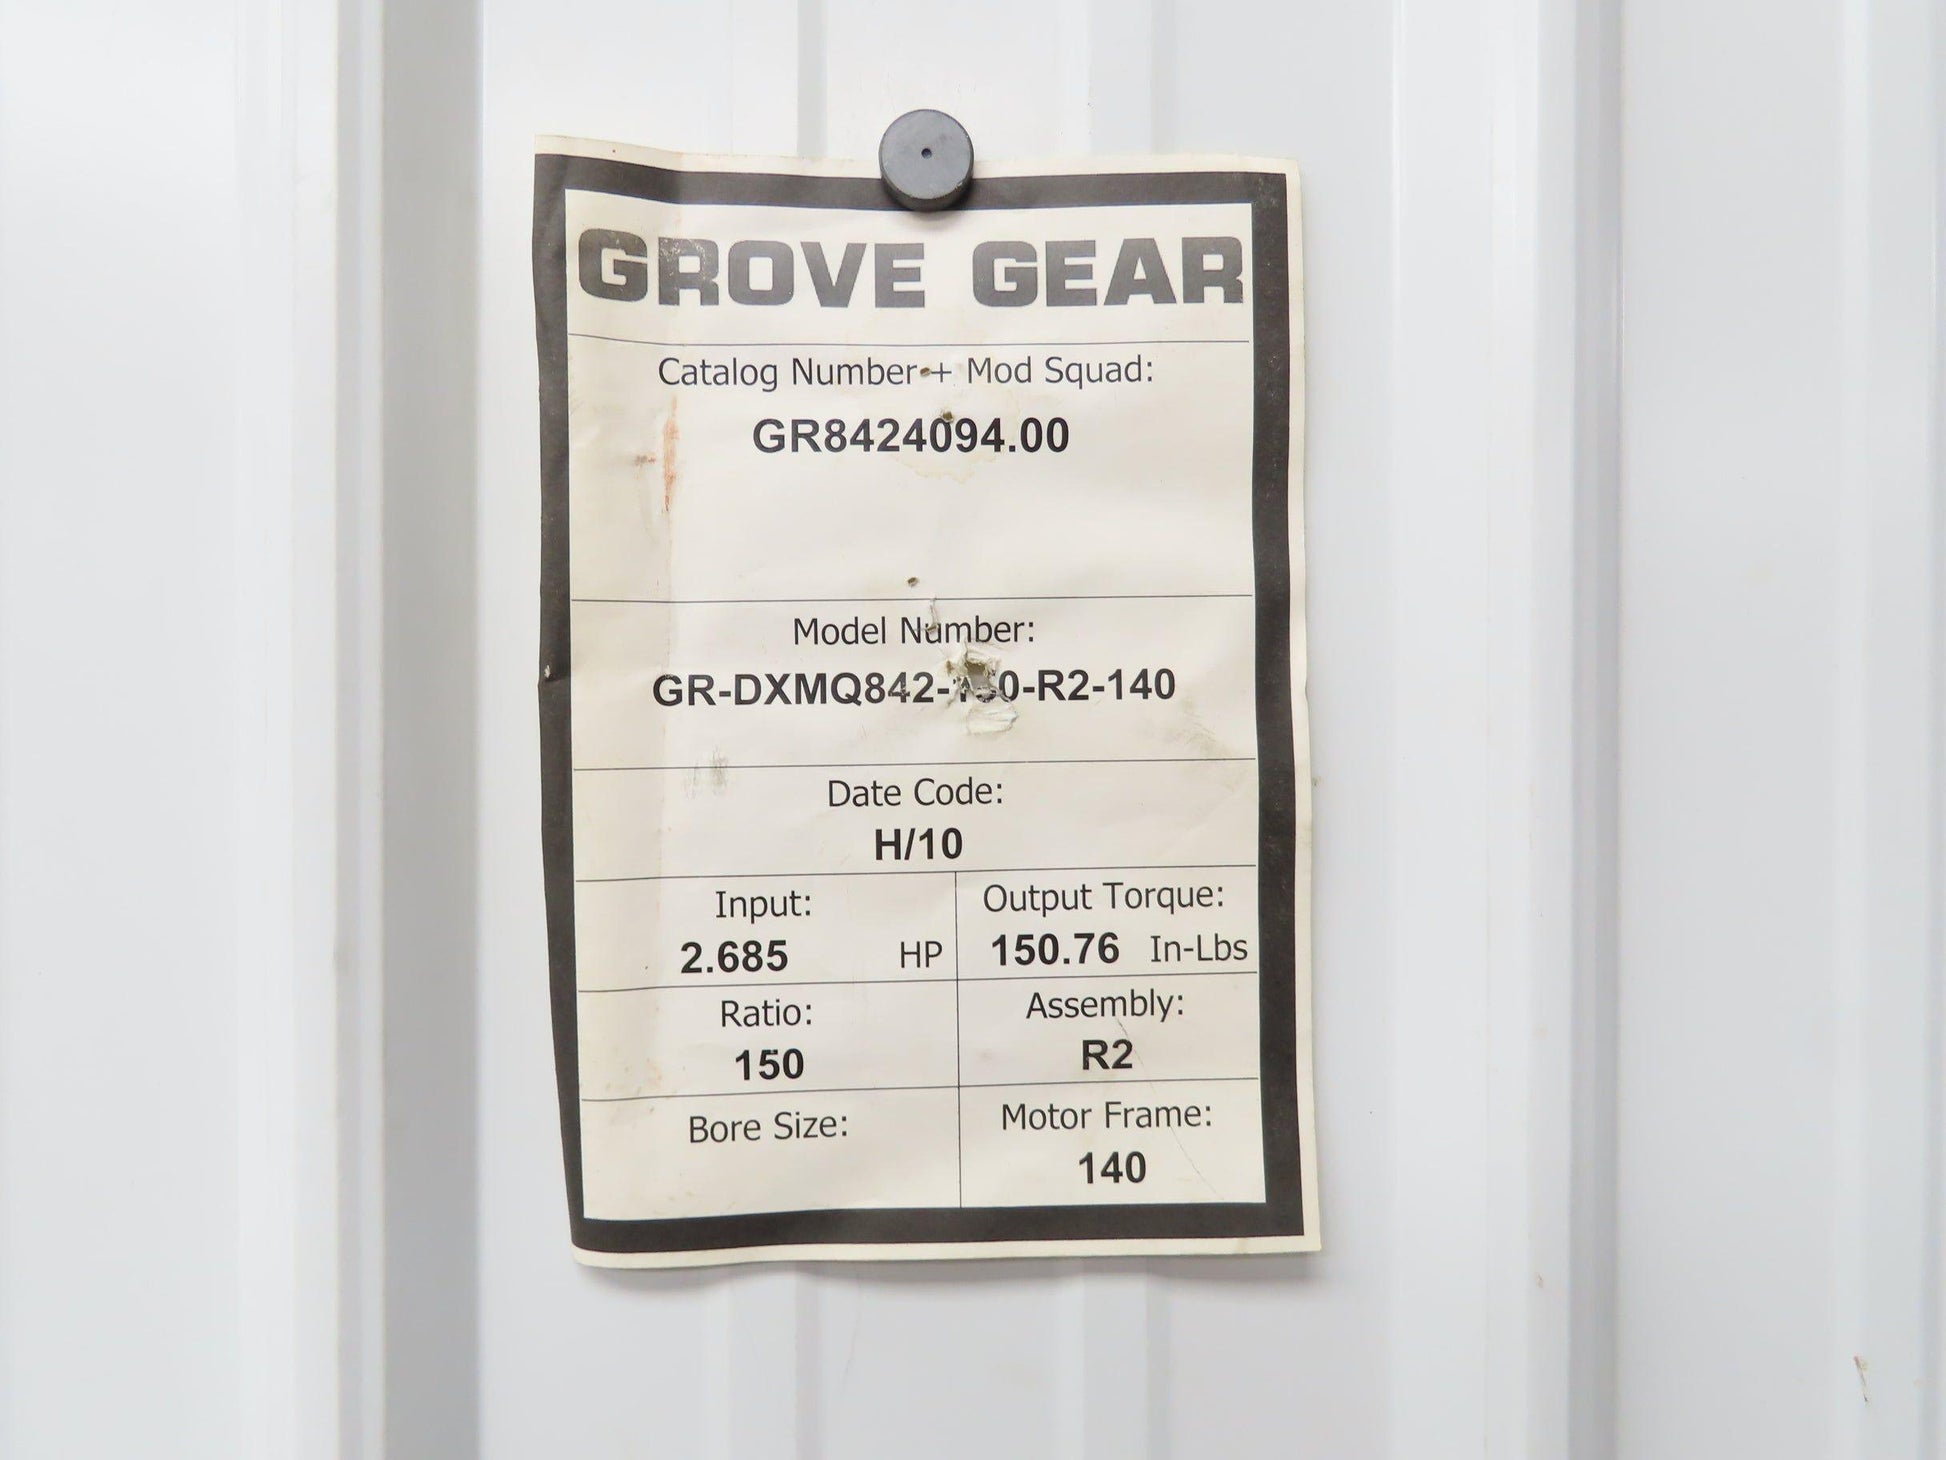 GROVE GEAR
Catalog Number + Mod Squad:
GR8424094.00
Model Number:
GR-DXMQ842-150-R2-140
Date Code:
H/10
Input:
2.685 HP
Output Torque:
150.76 In-Lbs
Ratio:
150
Assembly:
R2
Bore Size:
Motor Frame:
140